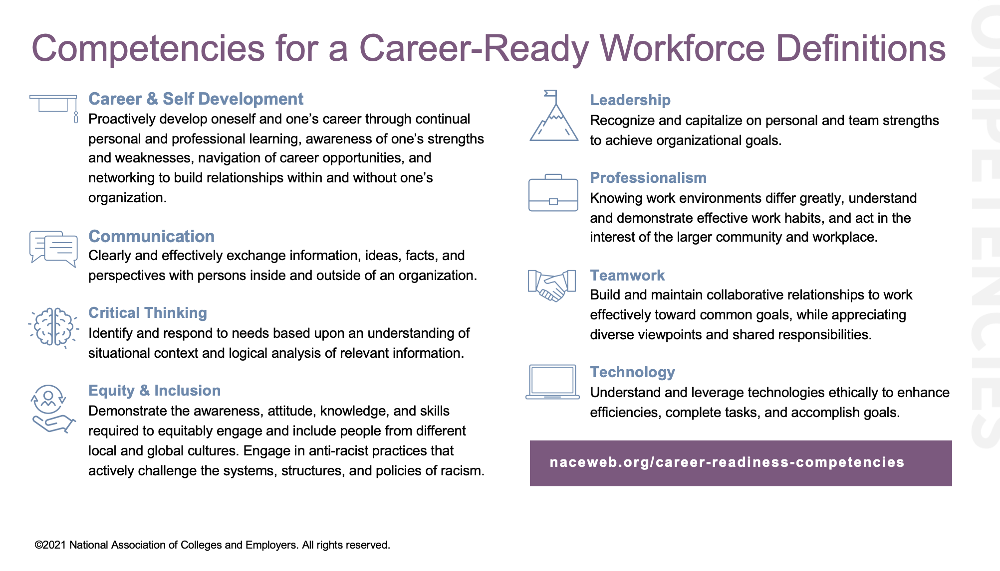 Competencies for a Career-Ready Workforce Definitions
Career & Self Development
Proactively develop oneself and one’s career through continual
personal and professional learning, awareness of one’s strengths
and weaknesses, navigation of career opportunities, and
networking to build relationships within and without one’s
organization.
Communication
Clearly and effectively exchange information, ideas, facts, and
perspectives with persons inside and outside of an organization.
Critical Thinking
Identify and respond to needs based upon an understanding of
situational context and logical analysis of relevant information.
Equity & Inclusion
Demonstrate the awareness, attitude, knowledge, and skills
required to equitably engage and include people from different
local and global cultures. Engage in anti-racist practices that
actively challenge the systems, structures, and policies of racism.
Leadership
Recognize and capitalize on personal and team strengths
to achieve organizational goals.
Professionalism
Knowing work environments differ greatly, understand
and demonstrate effective work habits, and act in the
interest of the larger community and workplace.
Teamwork
Build and maintain collaborative relationships to work
effectively toward common goals, while appreciating
diverse viewpoints and shared responsibilities.
Technology
Understand and leverage technologies ethically to enhance
efficiencies, complete tasks, and accomplish goals.
naceweb.org/career-readiness-competencies
©2021 National Association of Colleges and Employers. All rights reserved.
OMPETENCIES